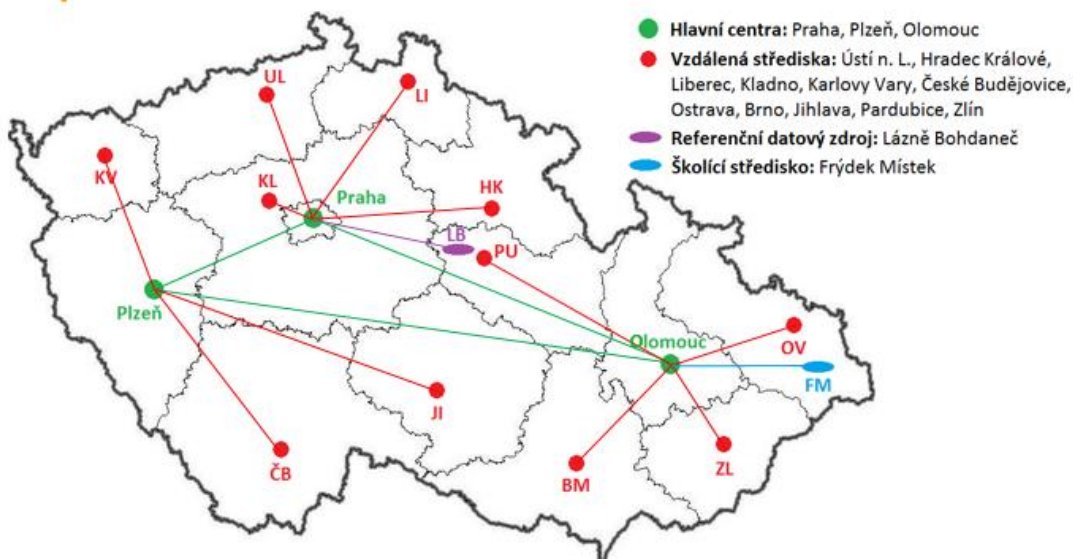 Hlavní centra: Praha, Plzeň, Olomouc
Vzdálená střediska: Ústí n. L., Hradec Králové,
Liberec, Kladno, Karlovy Vary, České Budějovice,
Ostrava, Brno, Jihlava, Pardubice, Zlín
Referenční datový zdroj: Lázně Bohdaneč
Školící středisko: Frýdek Místek
UL
LI
KV
KL
Praha
HK
LB
PU
Plzeň
Olomouc
OV
FM
JI
ČB
BM
ZL